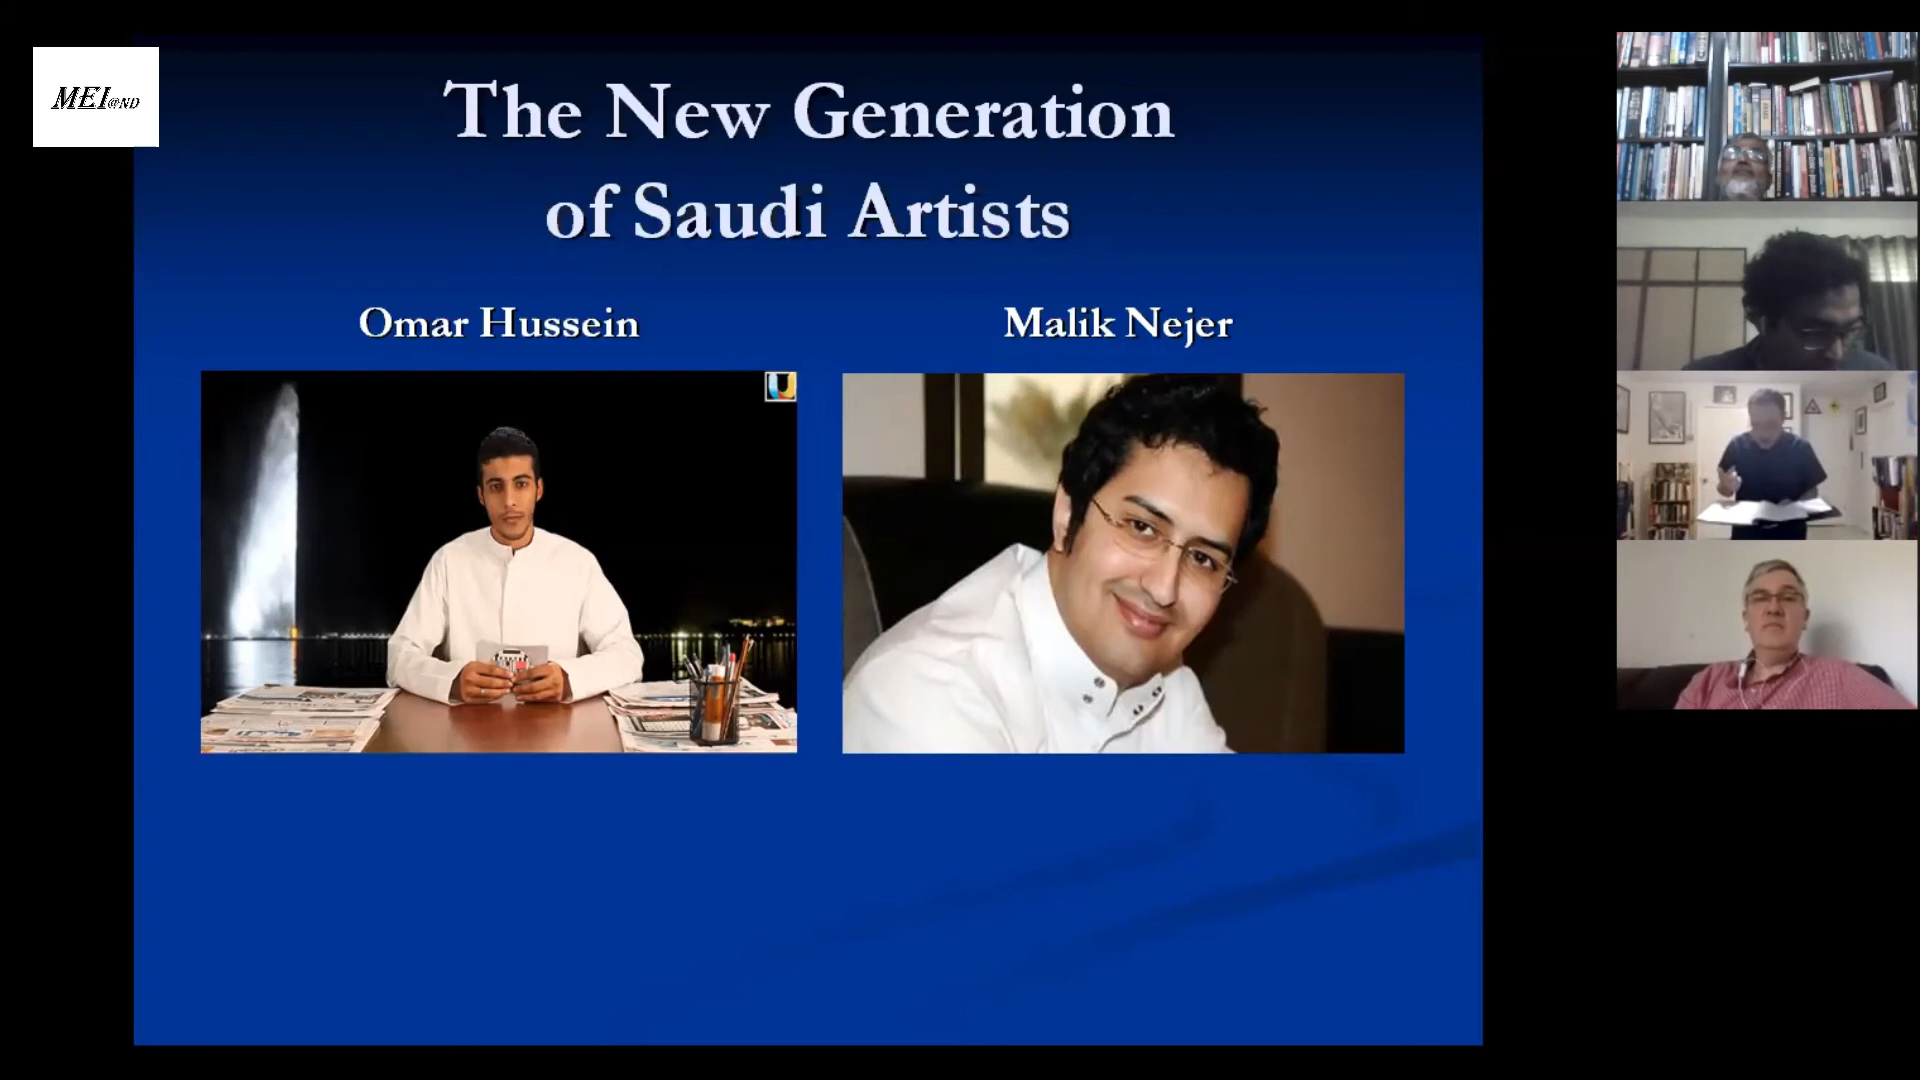 MEI@ND
The New Generation
of Saudi Artists
Omar Hussein
Malik Nejer
U